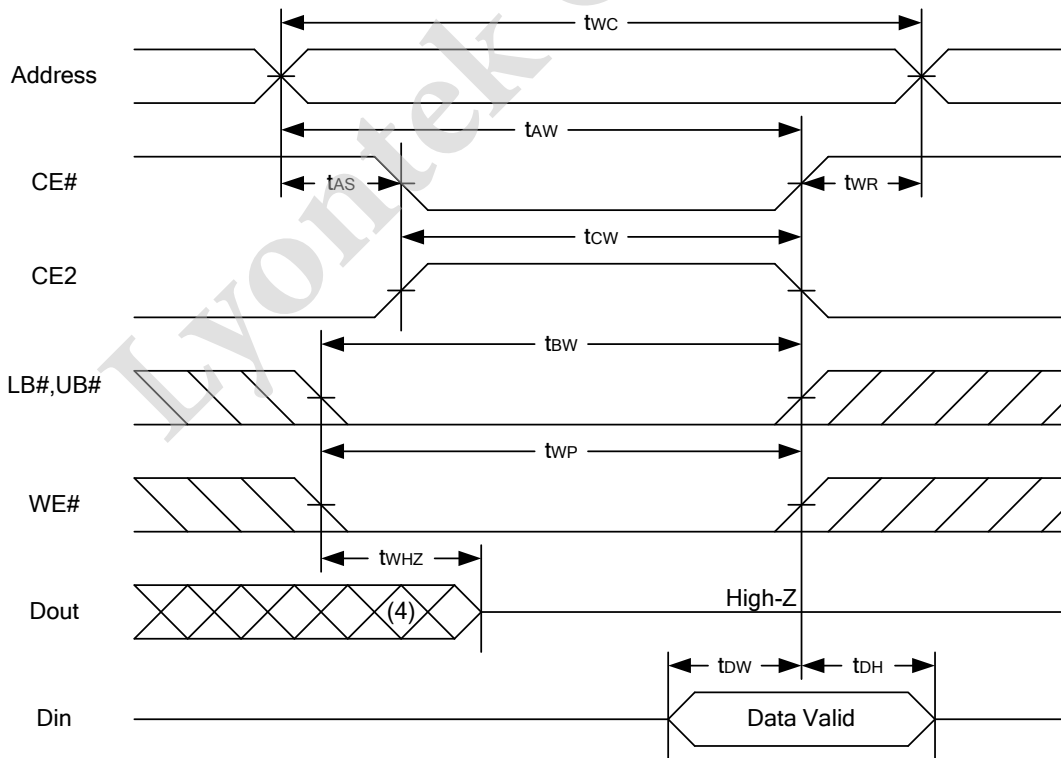 tWC
Address
tAW
CE#
tAS
tWR
tCW
CE2
tBW
LB#,UB#
tWP
WE#
tWHZ
Dout
(4)
High-Z
tDW
tDH
Din
Data Valid
Lyontek